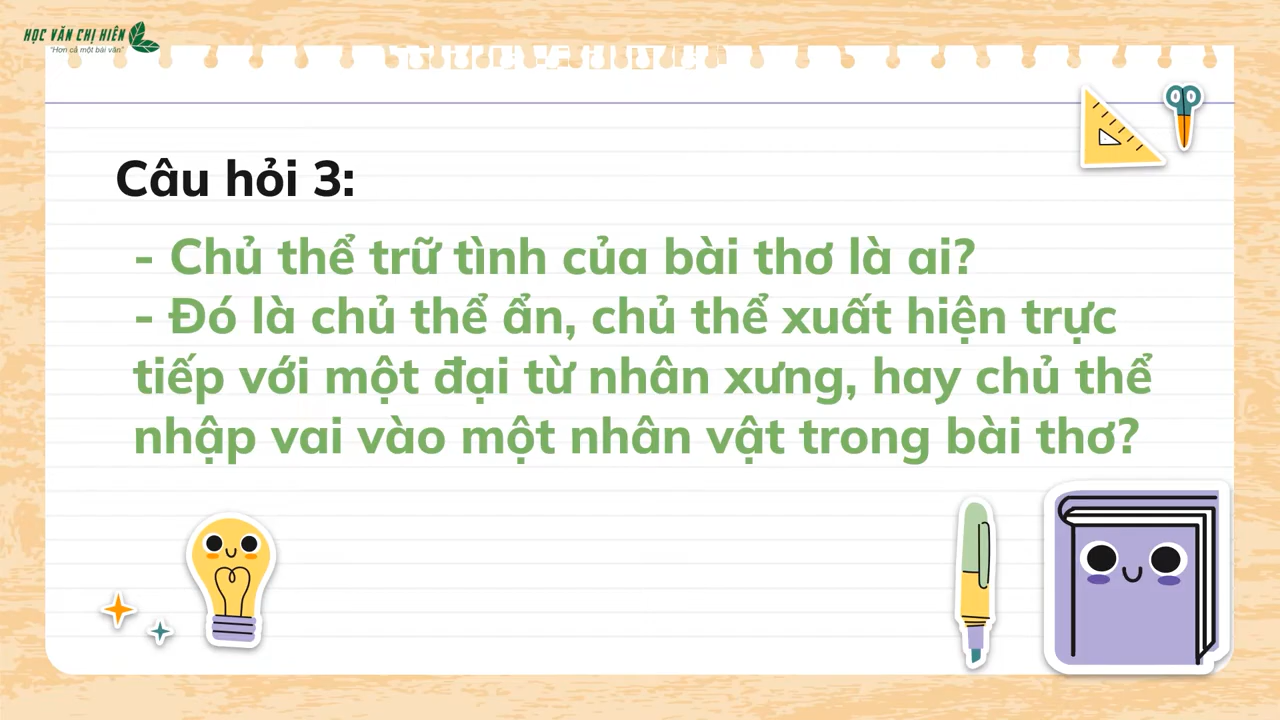 HỌC VĂN CHỊ HIÊN
"Hơn cả một bài văn"
Câu hỏi 3:
- Chủ thể trữ tình của bài thơ là ai?
- Đó là chủ thể ẩn, chủ thể xuất hiện trực
tiếp với một đại từ nhân xưng, hay chủ thể
nhập vai vào một nhân vật trong bài thơ?